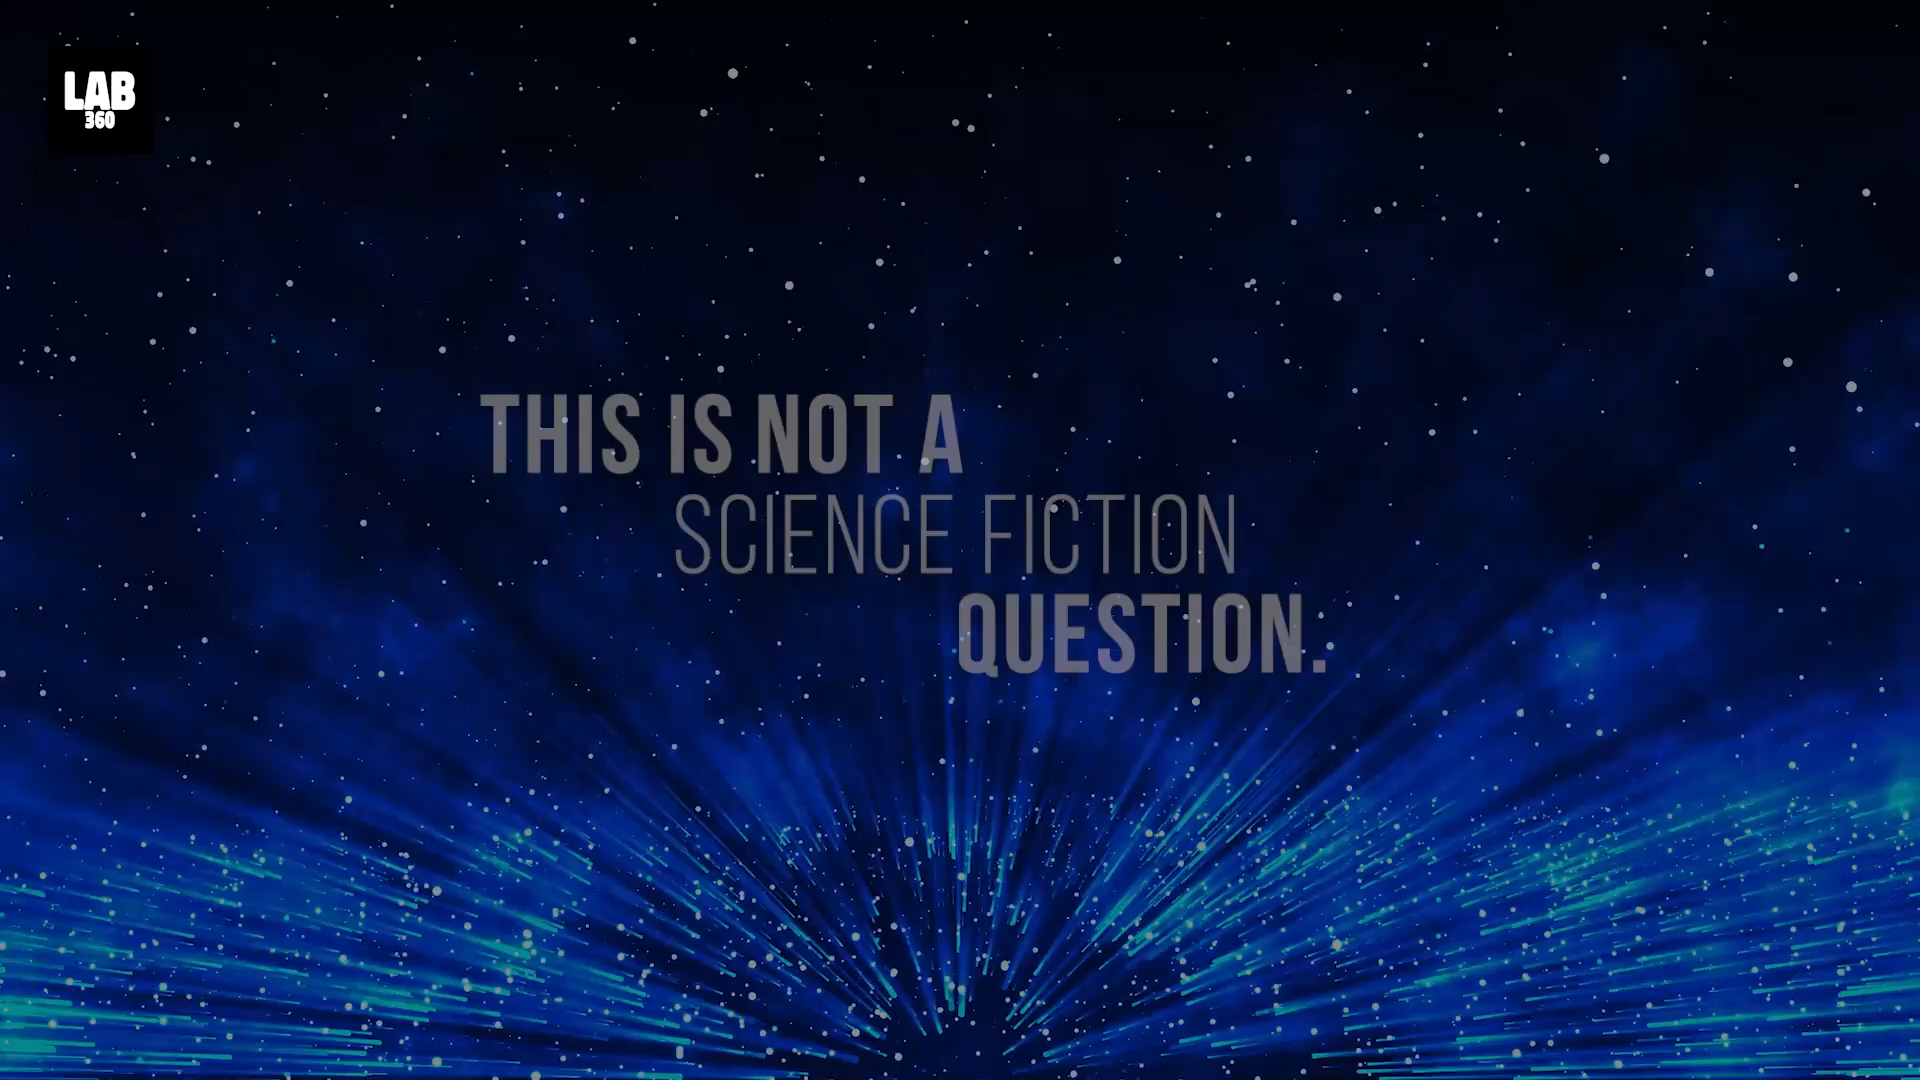 LAB
360
THIS IS NOT A
SCIENCE FICTION
QUESTION.